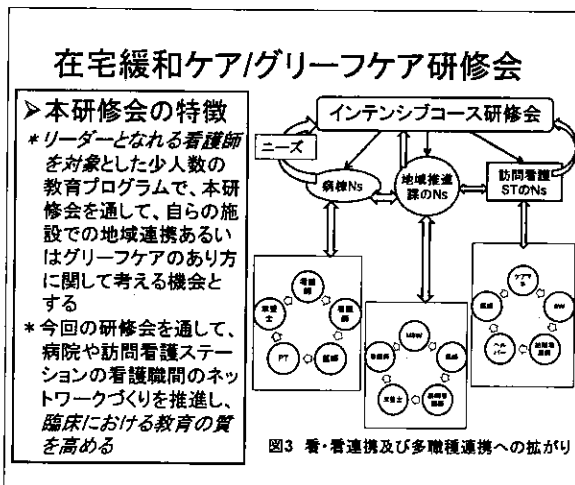 在宅緩和ケア/グリーフケア研修会
➢本研修会の特徴
*リーダーとなれる看護師
を対象とした少人数の
教育プログラムで、本研
修会を通して、自らの施
設での地域連携あるい
はグリーフケアのあり方
に関して考える機会と
する
*今回の研修会を通して、
病院や訪問看護ステー
ションの看護職間のネッ
トワークづくりを推進し、
臨床における教育の質
を高める
インテンシブコース研修会
ニーズ
病棟Ns
地域推進
課のNs
訪問看護
STのNs
看護
師
看護
師
医師
PT
栄養
士
MSW
医師
栄養士
ケアマ
ネ
SW
ヘル
パー
医師
図3 看・看連携及び多職種連携への拡がり